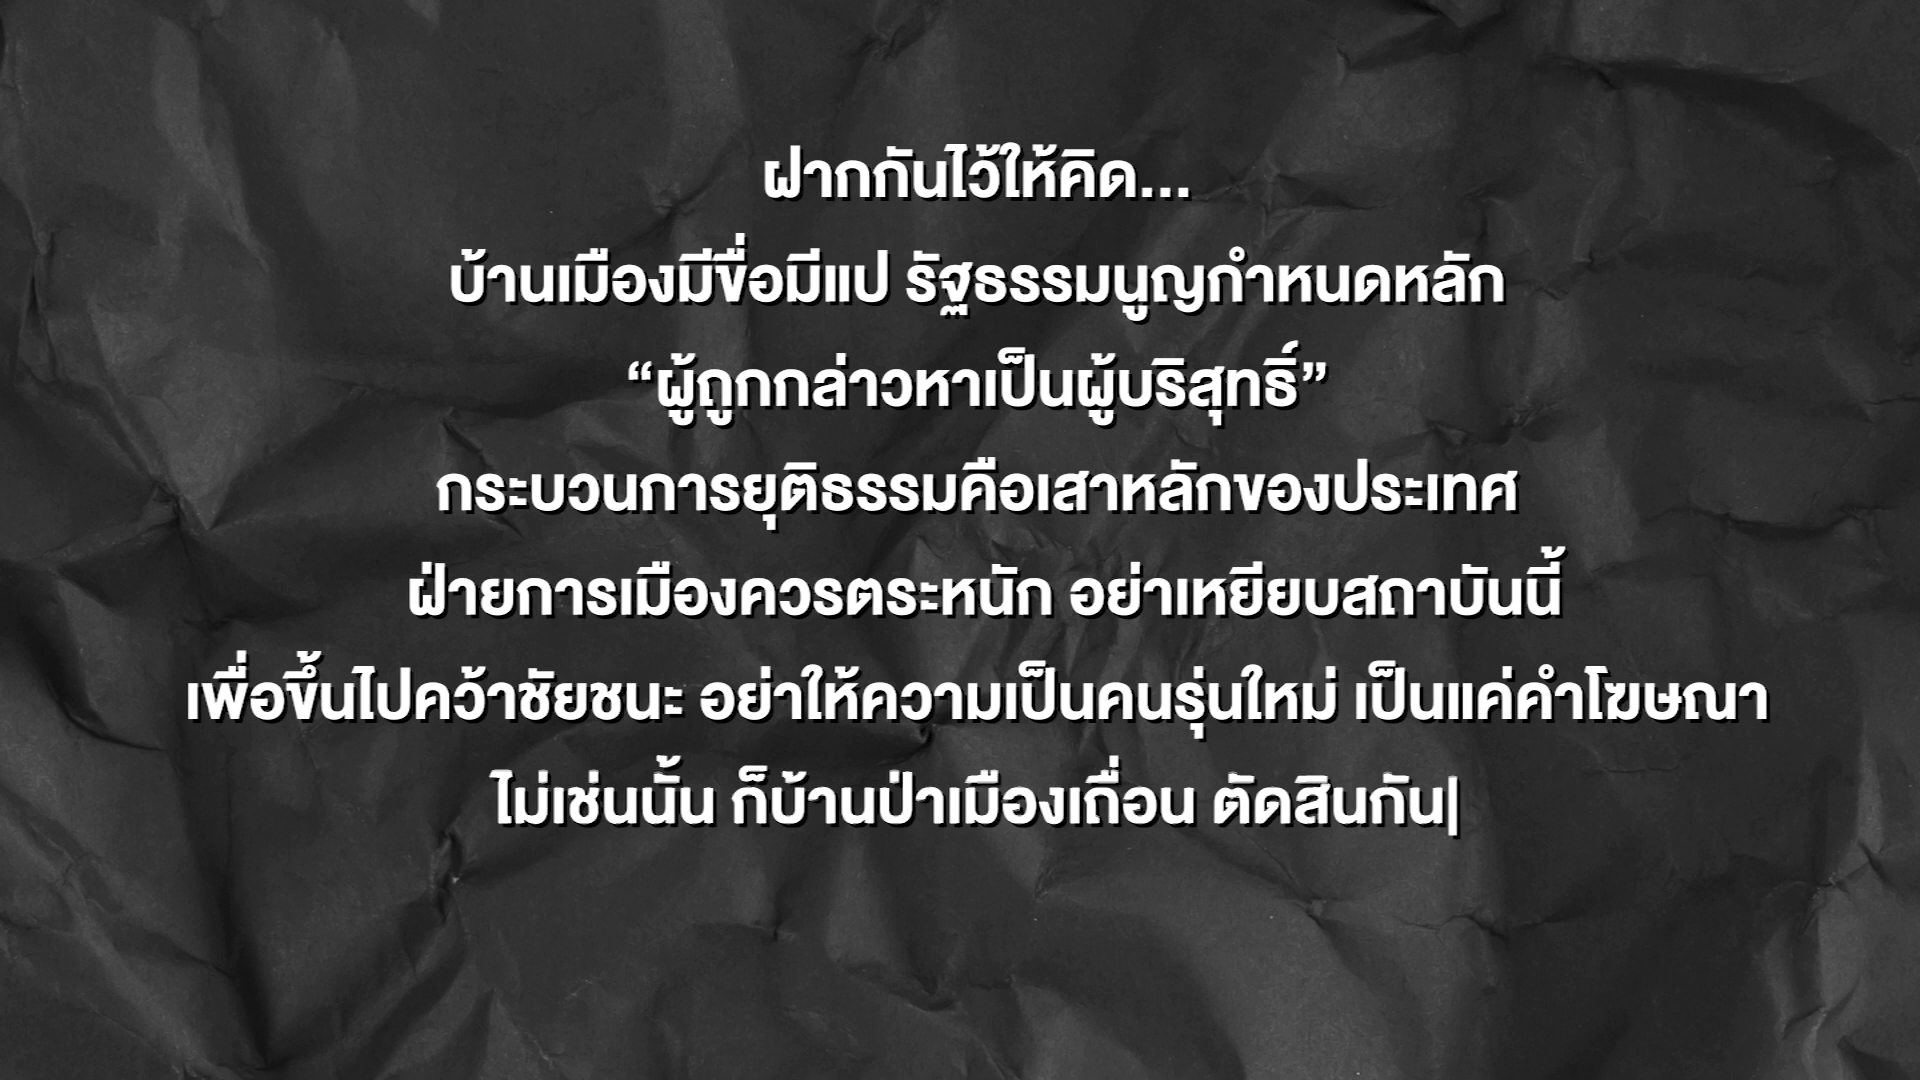 ฝากกันไว้ให้คิด...
บ้านเมืองมีขื่อมีแป รัฐธรรมนูญกำหนดหลัก
“ผู้ถูกกล่าวหาเป็นผู้บริสุทธิ์”
กระบวนการยุติธรรมคือเสาหลักของประเทศ
ฝ่ายการเมืองควรตระหนัก อย่าเหยียบสถาบันนี้
เพื่อขึ้นไปคว้าชัยชนะ อย่าให้ความเป็นคนรุ่นใหม่ เป็นแค่คำโฆษณา
ไม่เช่นนั้น ก็บ้านป่าเมืองเถื่อน ตัดสินกัน|